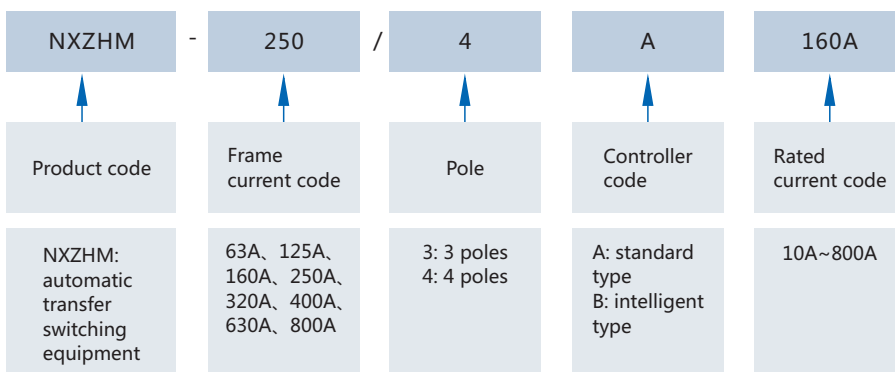 NXZHM - 250 / 4 A 160A
Product code
Frame
current code
Pole
Controller
code
Rated
current code
NXZHM:
automatic
transfer
switching
equipment
63A、125A、
160A、250A、
320A、400A、
630A、800A
3: 3 poles
4: 4 poles
A: standard
type
B: intelligent
type
10A~800A